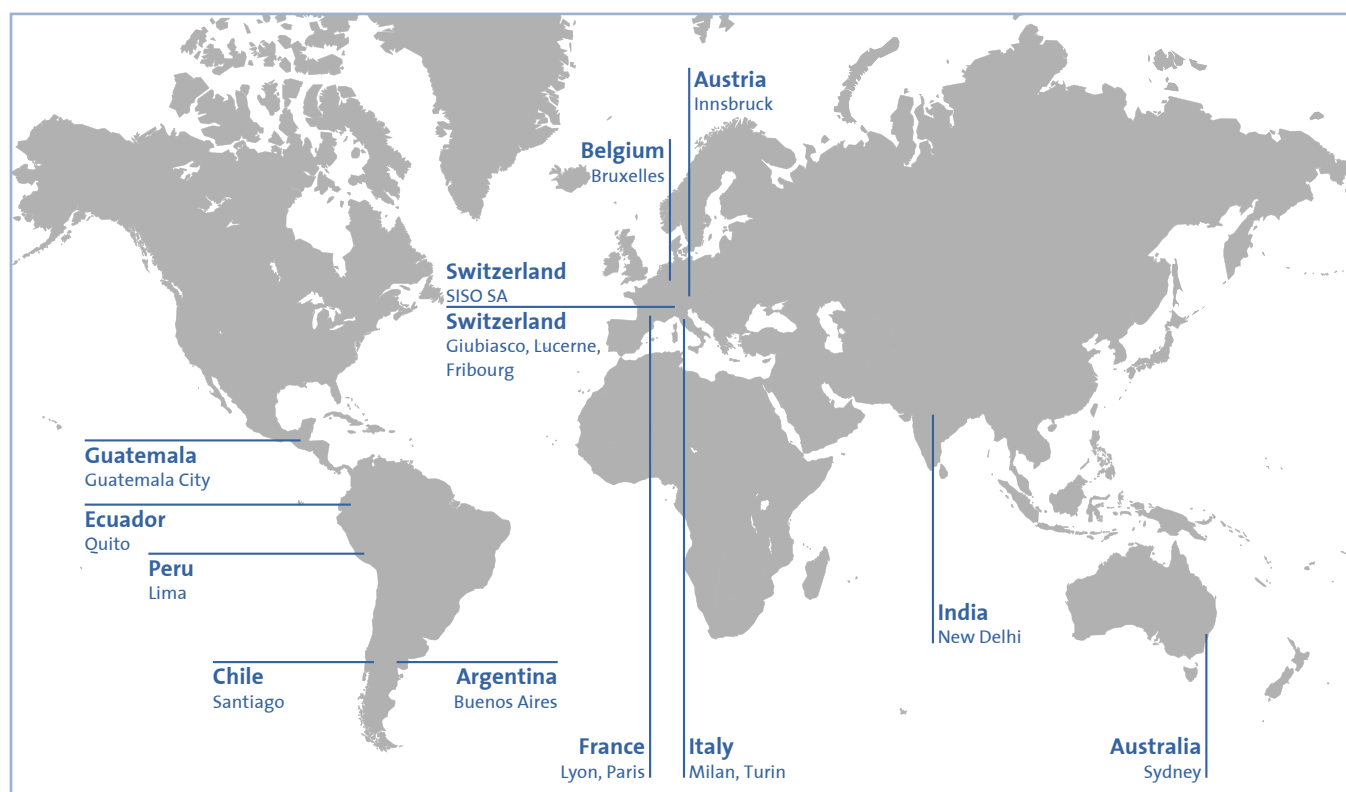 Austria
Innsbruck
Belgium
Bruxelles
Switzerland
SISO SA
Switzerland
Giubiasco, Lucerne,
Fribourg
Guatemala
Guatemala City
Ecuador
Quito
Peru
Lima
India
New Delhi
Chile
Santiago
Argentina
Buenos Aires
France
Lyon, Paris
Italy
Milan, Turin
Australia
Sydney